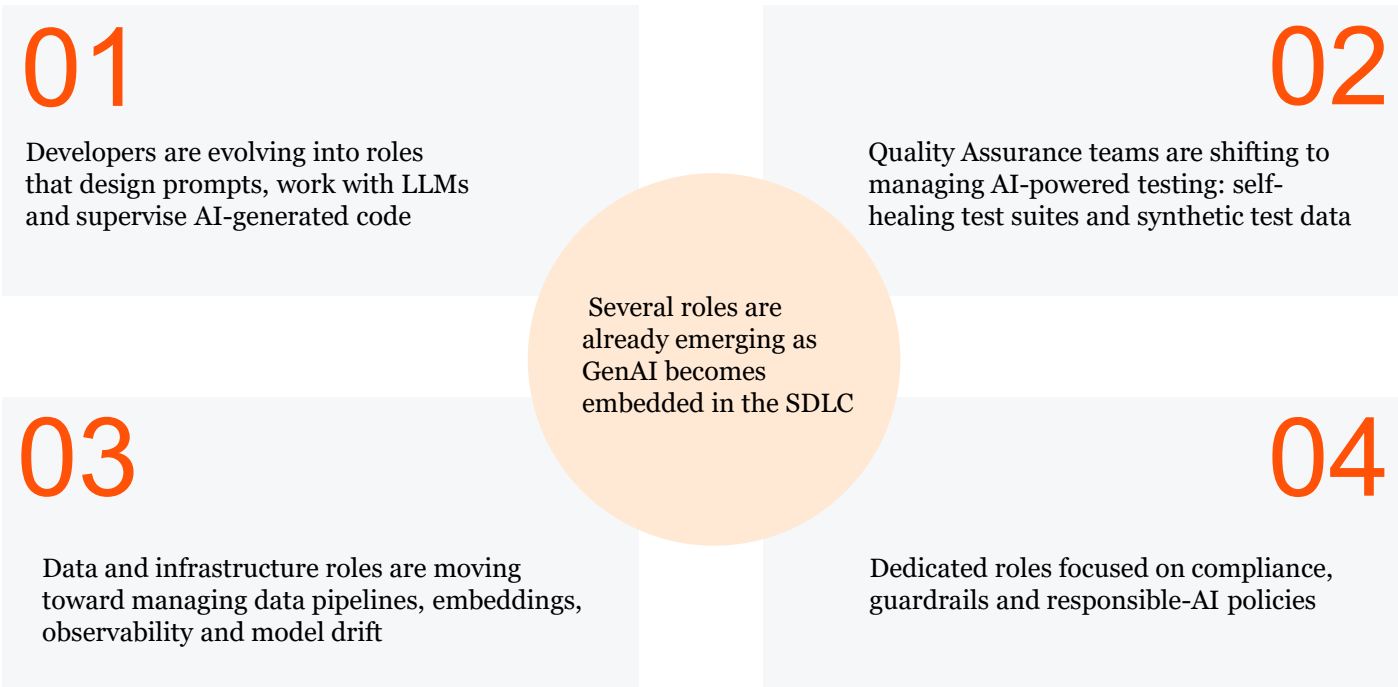 01
Developers are evolving into roles
that design prompts, work with LLMs
and supervise AI-generated code
02
Quality Assurance teams are shifting to
managing AI-powered testing: self-
healing test suites and synthetic test data
Several roles are
already emerging as
GenAI becomes
embedded in the SDLC
03
Data and infrastructure roles are moving
toward managing data pipelines, embeddings,
observability and model drift
04
Dedicated roles focused on compliance,
guardrails and responsible-AI policies